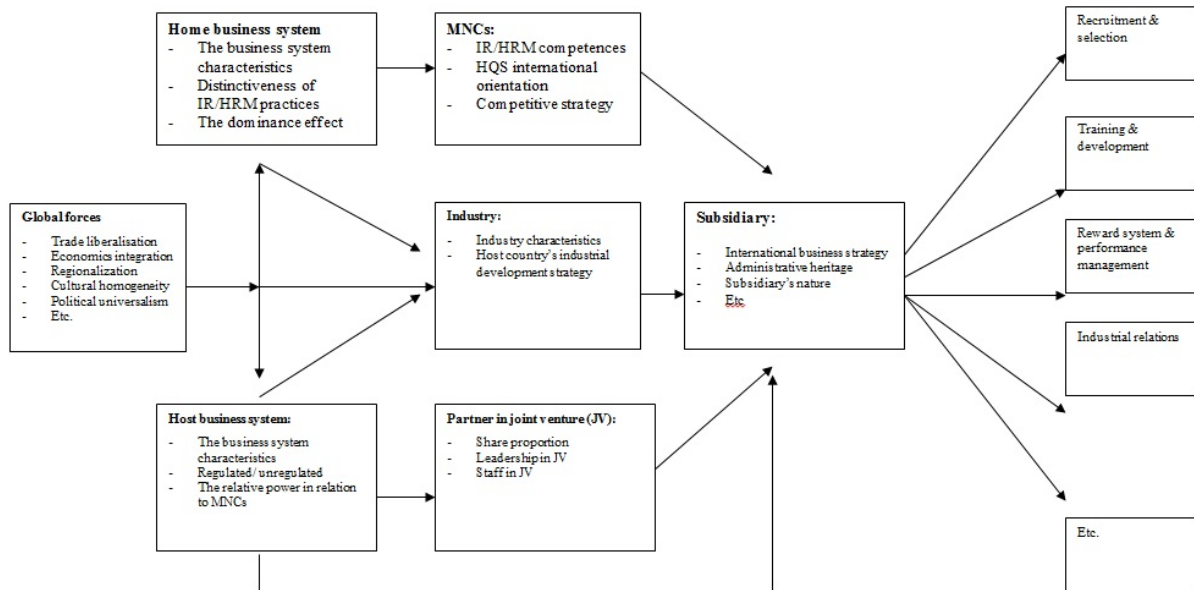 Home business system
- The business system
characteristics
- Distinctiveness of
IR/HRM practices
- The dominance effect
MNCs:
- IR/HRM competences
- HQS international
orientation
- Competitive strategy
Recruitment &
selection
Training &
development
Global forces
- Trade liberalisation
- Economics integration
- Regionalization
- Cultural homogeneity
- Political universalism
- Etc.
Industry:
- Industry characteristics
- Host country's industrial
development strategy
Subsidiary:
- International business strategy
- Administrative heritage
- Subsidiary's nature
- Etc
Reward system &
performance
management
Industrial relations
Host business system:
- The business system
characteristics
- Regulated/ unregulated
- The relative power in relation
to MNCs
Partner in joint venture (JV):
- Share proportion
- Leadership in JV
- Staff in JV
Etc.